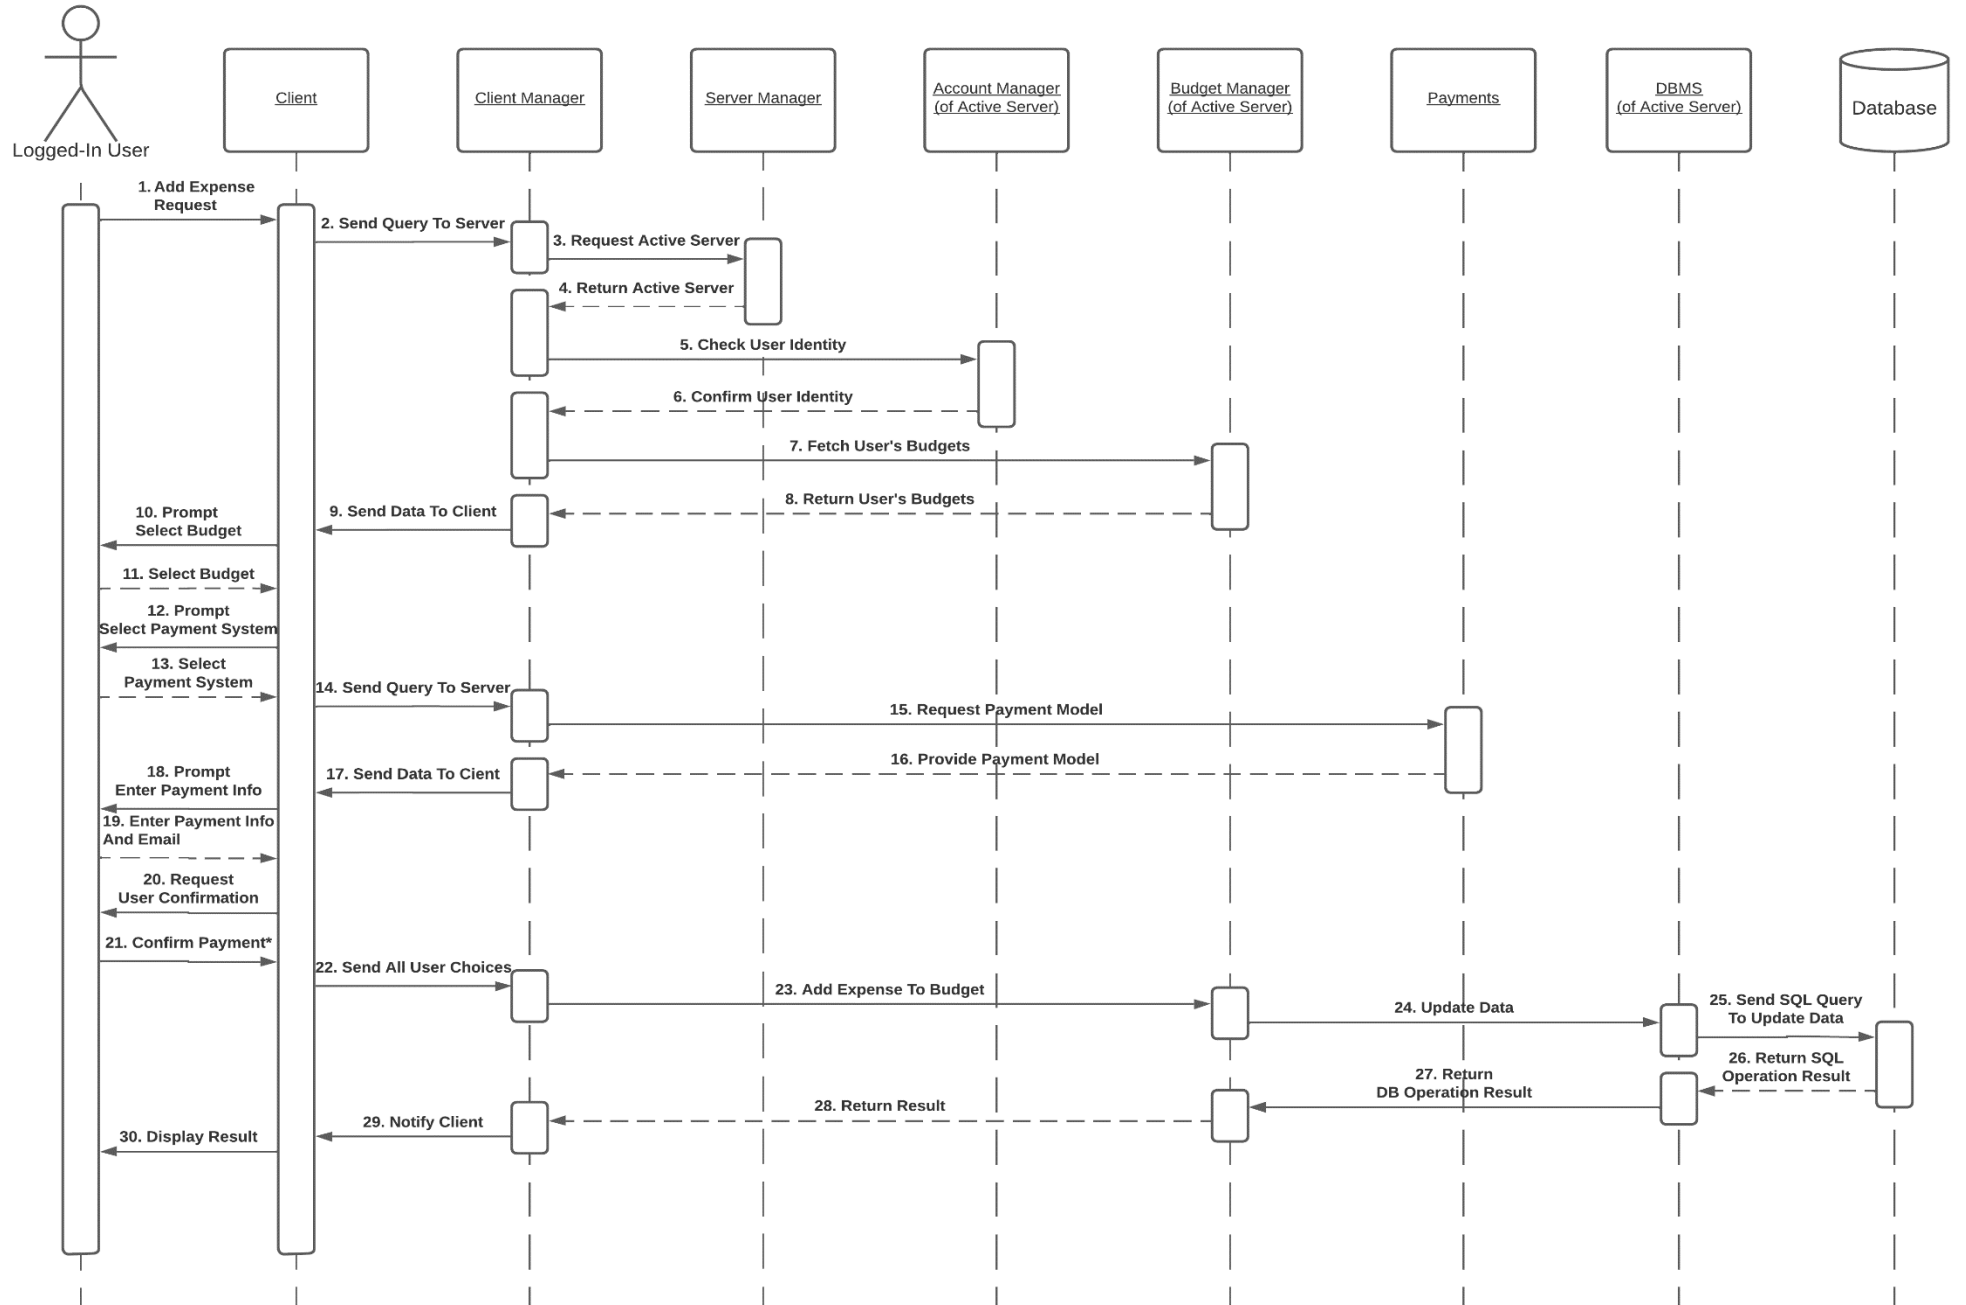 Logged-In User
Client
Client Manager
Server Manager
Account Manager
(of Active Server)
Budget Manager
(of Active Server)
Payments
DBMS
(of Active Server)
Database
1. Add Expense
Request
2. Send Query To Server
3. Request Active Server
4. Return Active Server
5. Check User Identity
6. Confirm User Identity
7. Fetch User's Budgets
8. Return User's Budgets
9. Send Data To Client
10. Prompt
Select Budget
11. Select Budget
12. Prompt
Select Payment System
13. Select
Payment System
14. Send Query To Server
15. Request Payment Model
16. Provide Payment Model
17. Send Data To Cient
18. Prompt
Enter Payment Info
19. Enter Payment Info
And Email
20. Request
User Confirmation
21. Confirm Payment*
22. Send All User Choices
23. Add Expense To Budget
24. Update Data
25. Send SQL Query
To Update Data
26. Return SQL
Operation Result
27. Return
DB Operation Result
28. Return Result
29. Notify Client
30. Display Result